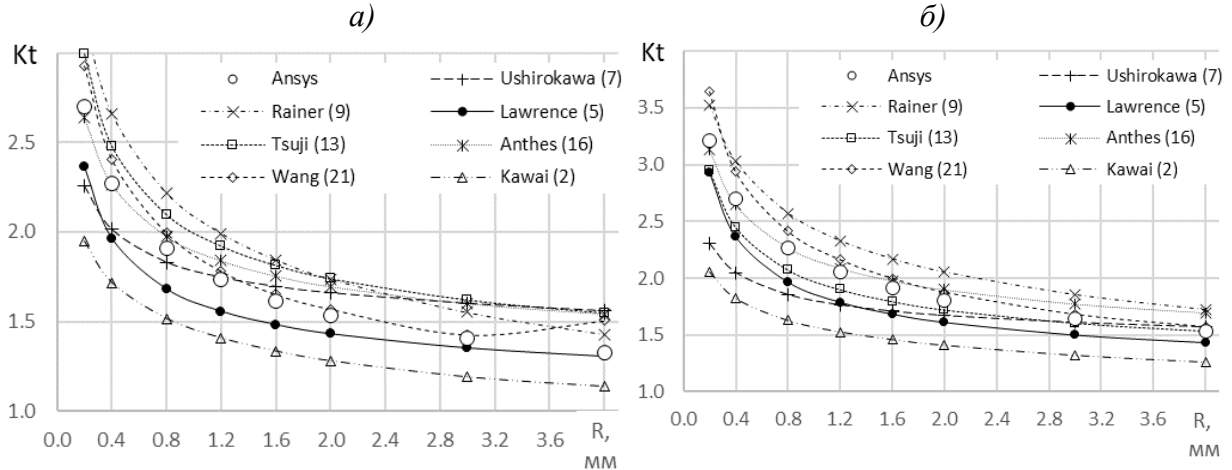 а)
Kt
Ansys
Ushirokawa (7)
Rainer (9)
Lawrence (5)
Tsuji (13)
Anthes (16)
Wang (21)
Kawai (2)
2.5
2.0
1.5
1.0
0.0 0.4 0.8 1.2 1.6 2.0 2.4 2.8 3.2 3.6 R,
мм
б)
Kt
Ansys
Ushirokawa (7)
Rainer (9)
Lawrence (5)
Tsuji (13)
Anthes (16)
Wang (21)
Kawai (2)
3.5
3.0
2.5
2.0
1.5
1.0
0.0 0.4 0.8 1.2 1.6 2.0 2.4 2.8 3.2 3.6 R,
мм